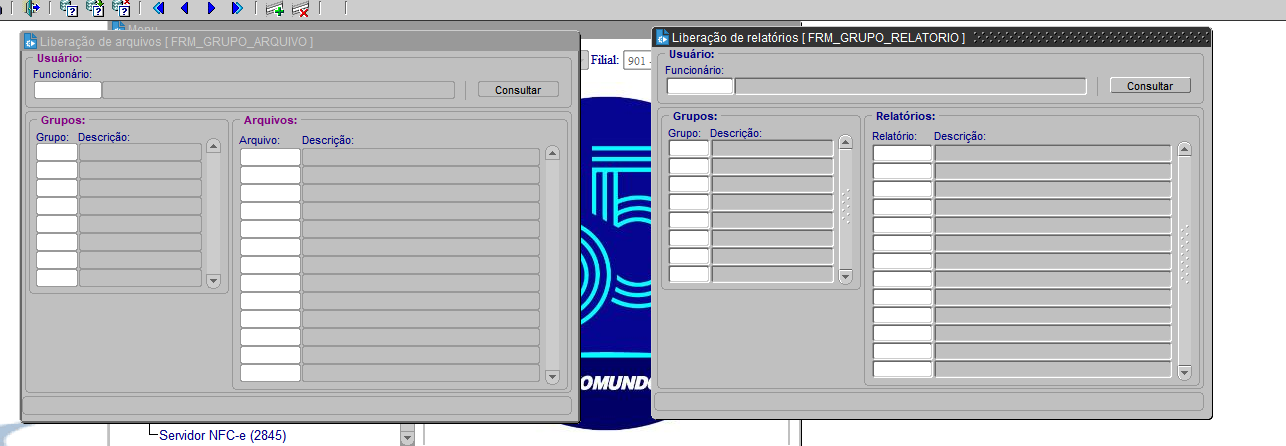 Menu
Liberação de arquivos [ FRM_GRUPO_ARQUIVO ]
Usuário:
Funcionário:
Consultar
Grupos:
Grupo: Descrição:
Arquivos:
Arquivo: Descrição:
Filial: 901 -
Liberação de relatórios [ FRM_GRUPO_RELATORIO ]
Usuário:
Funcionário:
Consultar
Grupos:
Grupo: Descrição:
Relatórios:
Relatório: Descrição:
OMUNDO
Servidor NFC-e (2845)